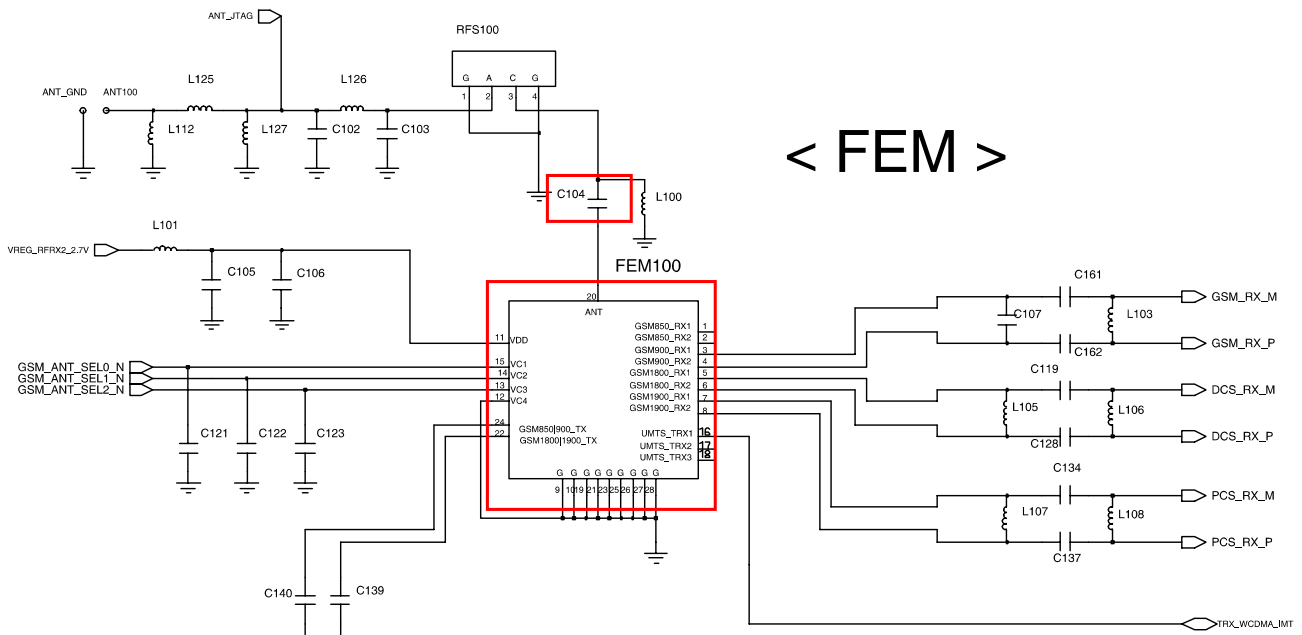 ANT_JTAG
RFS100
G A C G
1 2 3 4
L125
L126
ANT_GND
ANT100
L112
L127
C102
C103
< FEM >
C104
L100
L101
VREG_RFRX2_2.7V
C105
C106
FEM100
20
ANT
C161
GSM_RX_M
C107
L103
C162
GSM_RX_P
GSM850_RX1 1
GSM850_RX2 2
GSM900_RX1 3
GSM900_RX2 4
GSM1800_RX1 5
GSM1800_RX2 6
GSM1900_RX1 7
GSM1900_RX2 8
11 VDD
15 VC1
14 VC2
13 VC3
12 VC4
GSM_ANT_SEL0_N
GSM_ANT_SEL1_N
GSM_ANT_SEL2_N
C119
DCS_RX_M
L105
L106
C128
DCS_RX_P
C121
C122
C123
24 GSM850|900_TX
22 GSM1800|1900_TX
UMTS_TRX1 16
UMTS_TRX2 17
UMTS_TRX3 18
G G G G G G G G G
9 10 19 21 23 25 26 27 28
C134
PCS_RX_M
L107
L108
C137
PCS_RX_P
C140
C139
TRX_WCDMA_IMT